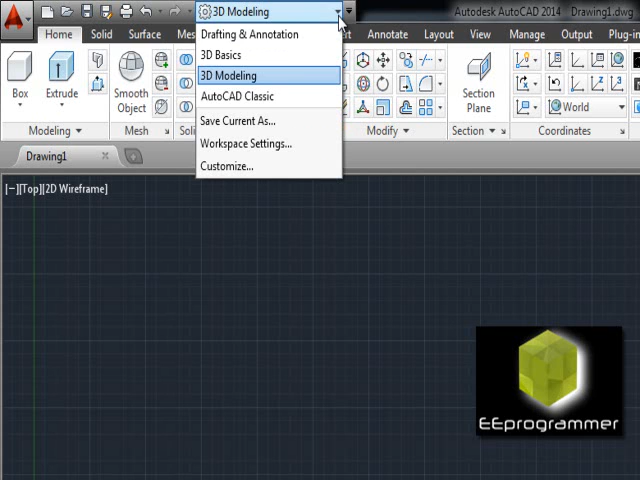 3D Modeling
Autodesk AutoCAD 2014 Drawing1.dwg
Home Solid Surface Mes Annotate Layout View Manage Output Plug-in
Drafting & Annotation
3D Basics
3D Modeling
AutoCAD Classic
Save Current As...
Workspace Settings...
Customize...
Box
Extrude
Smooth
Object
Section
Plane
World
Modeling
Mesh
Soli
Modify
Section
Coordinates
Drawing1
[−][Top][2D Wireframe]
EEprogrammer